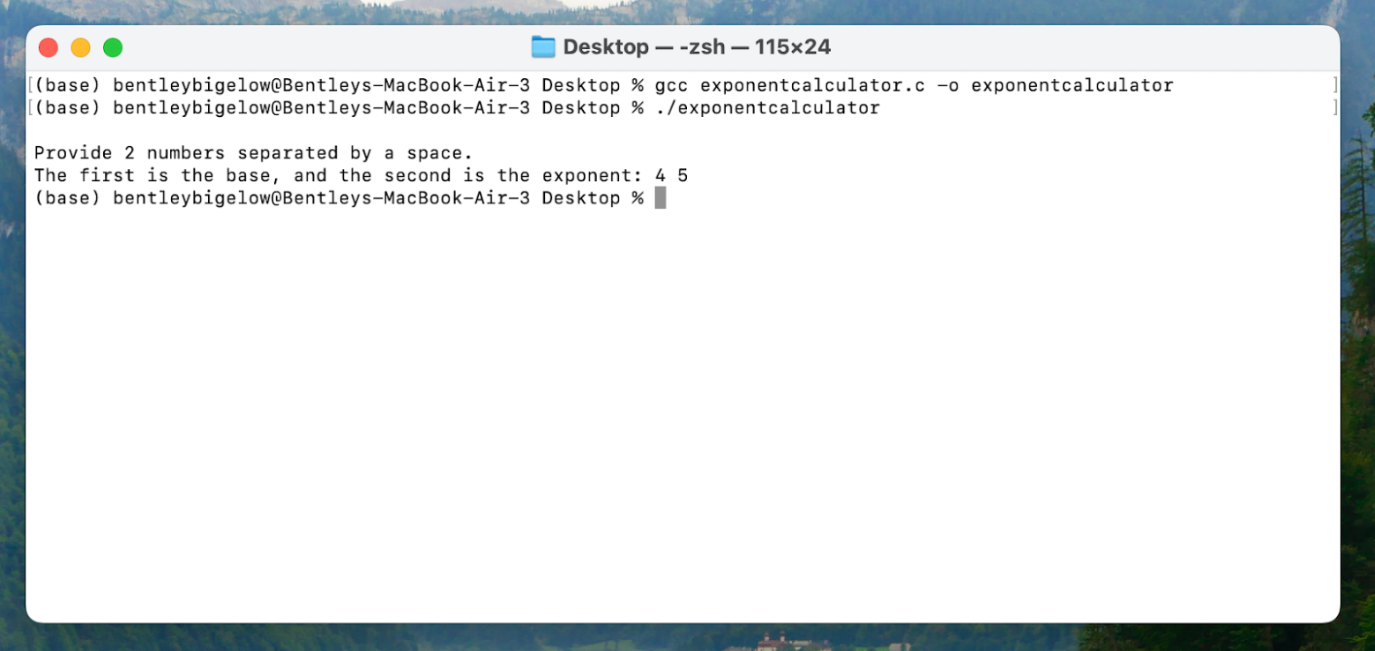 Desktop — -zsh — 115×24
[(base) bentleybigelow@Bentleys-MacBook-Air-3 Desktop % gcc exponentcalculator.c -o exponentcalculator ]
[(base) bentleybigelow@Bentleys-MacBook-Air-3 Desktop % ./exponentcalculator ]
Provide 2 numbers separated by a space.
The first is the base, and the second is the exponent: 4 5
(base) bentleybigelow@Bentleys-MacBook-Air-3 Desktop %